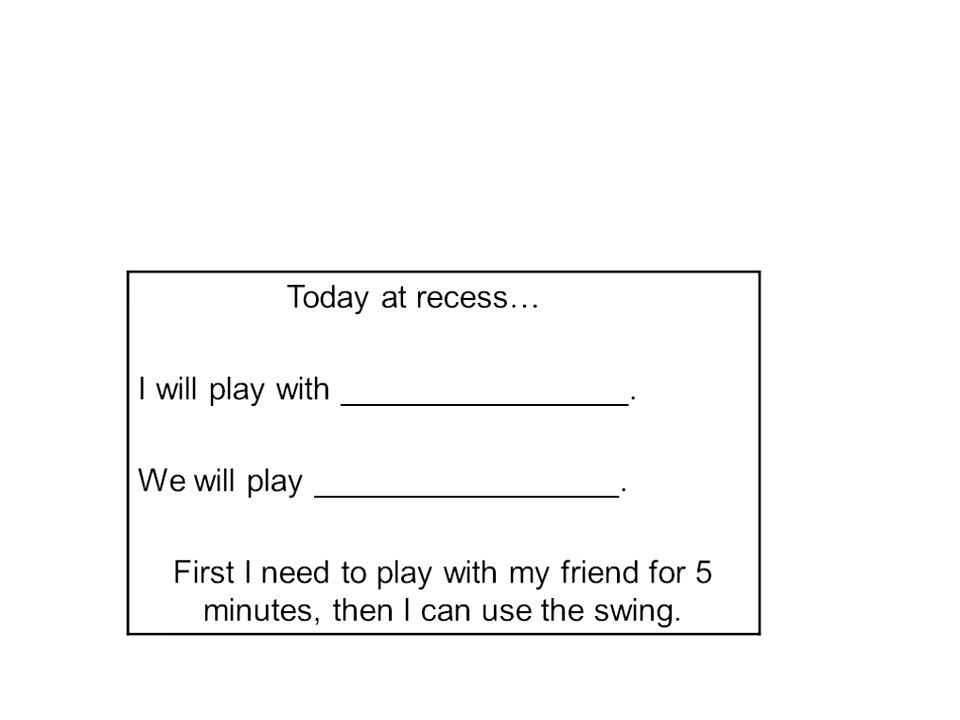 Today at recess…
I will play with _________________.
We will play __________________.
First I need to play with my friend for 5
minutes, then I can use the swing.